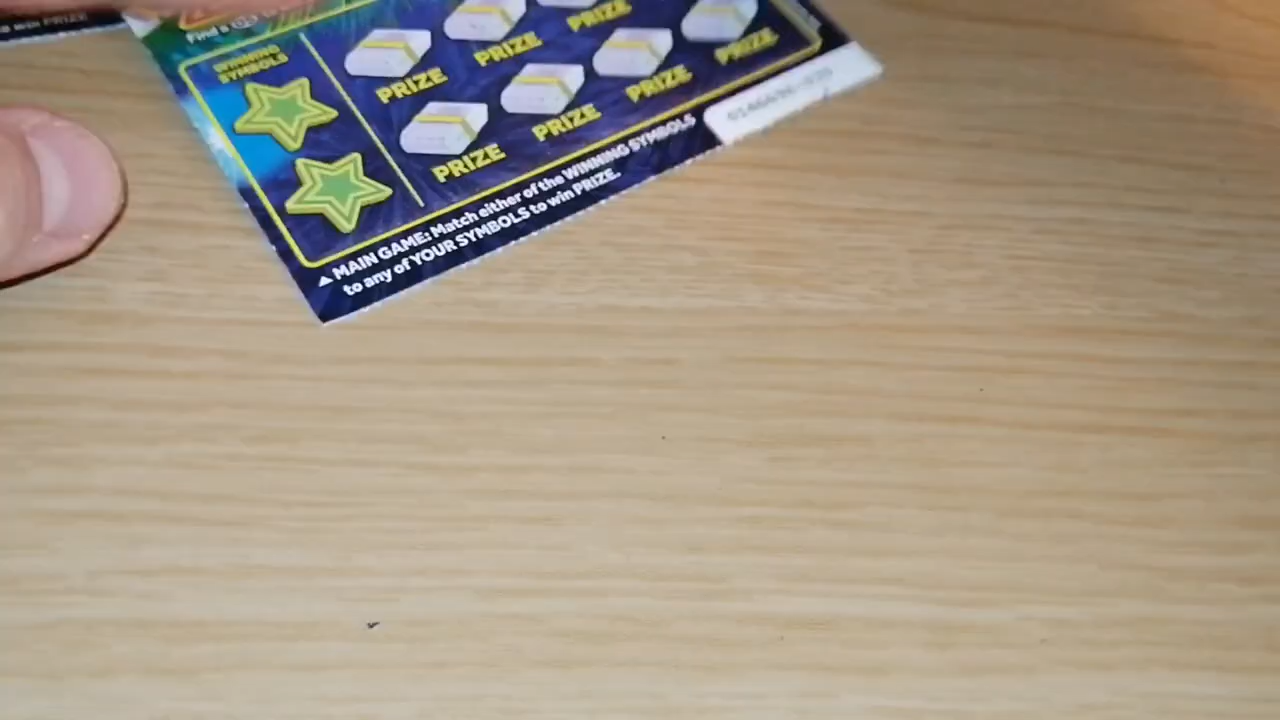 Find a
WINNING
SYMBOLS
PRIZE
PRIZE
PRIZE
PRIZE
PRIZE
PRIZE
PRIZE
▲ MAIN GAME: Match either of the WINNING SYMBOLS
to any of YOUR SYMBOLS to win PRIZE.